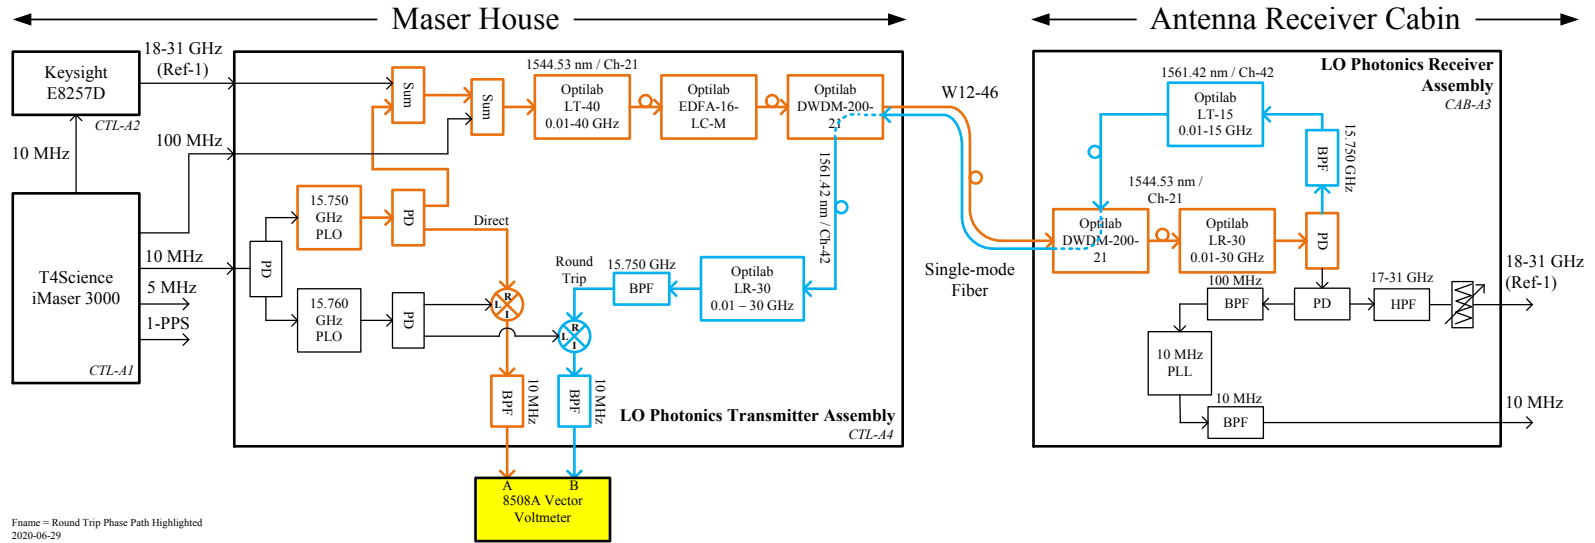 Maser House
Antenna Receiver Cabin
Keysight
E8257D
CTL-A2
18-31 GHz
(Ref-1)
10 MHz
100 MHz
T4Science
iMaser 3000
CTL-A1
10 MHz
5 MHz
1-PPS
Sum
Sum
1544.53 nm / Ch-21
Optilab
LT-40
0.01-40 GHz
Optilab
EDFA-16-
LC-M
Optilab
DWDM-200-
21
1561.42 nm / Ch-42
PD
15.750
GHz
PLO
PD
Direct
15.760
GHz
PLO
PD
L
R
I
Round
Trip
L
R
I
15.750 GHz
BPF
Optilab
LR-30
0.01 – 30 GHz
BPF
10 MHz
BPF
10 MHz
LO Photonics Transmitter Assembly
CTL-A4
A
B
8508A Vector
Voltmeter
W12-46
Single-mode
Fiber
LO Photonics Receiver
Assembly
CAB-A3
1561.42 nm / Ch-42
Optilab
LT-15
0.01-15 GHz
BPF
15.750 GHz
1544.53 nm /
Ch-21
Optilab
DWDM-200-
21
Optilab
LR-30
0.01-30 GHz
PD
100 MHz
BPF
PD
17-31 GHz
HPF
18-31 GHz
(Ref-1)
10 MHz
PLL
10 MHz
BPF
10 MHz
Fname = Round Trip Phase Path Highlighted
2020-06-29